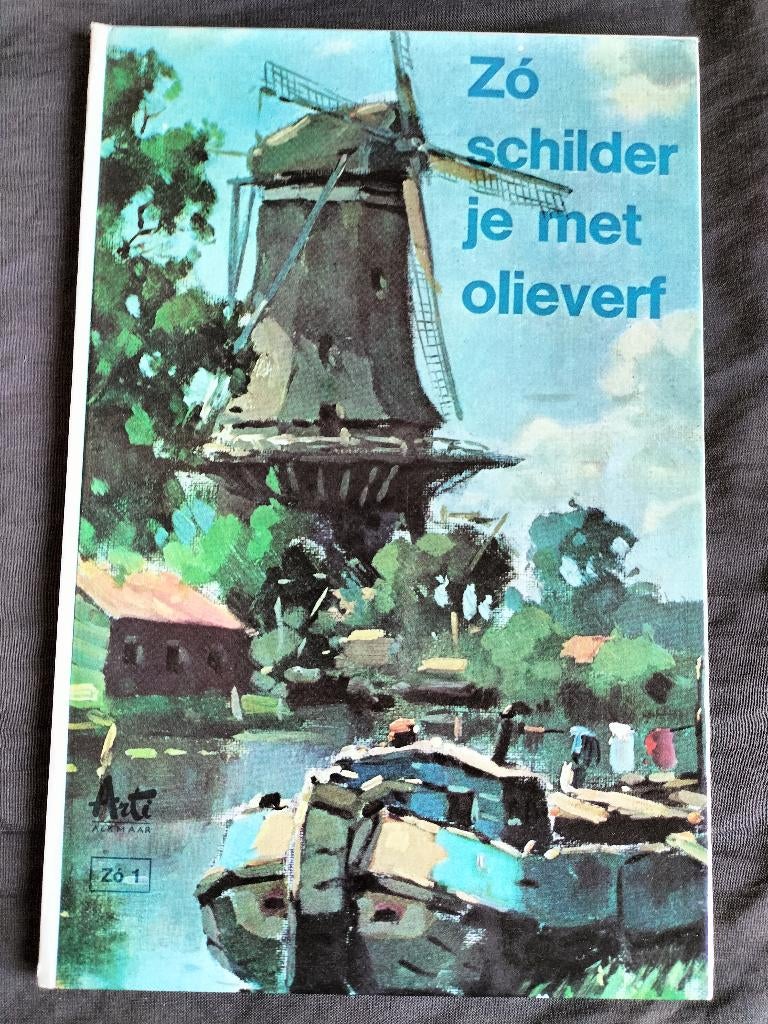 Zó
schilder
je met
olieverf
Arti
ALKMAAR
Zó 1